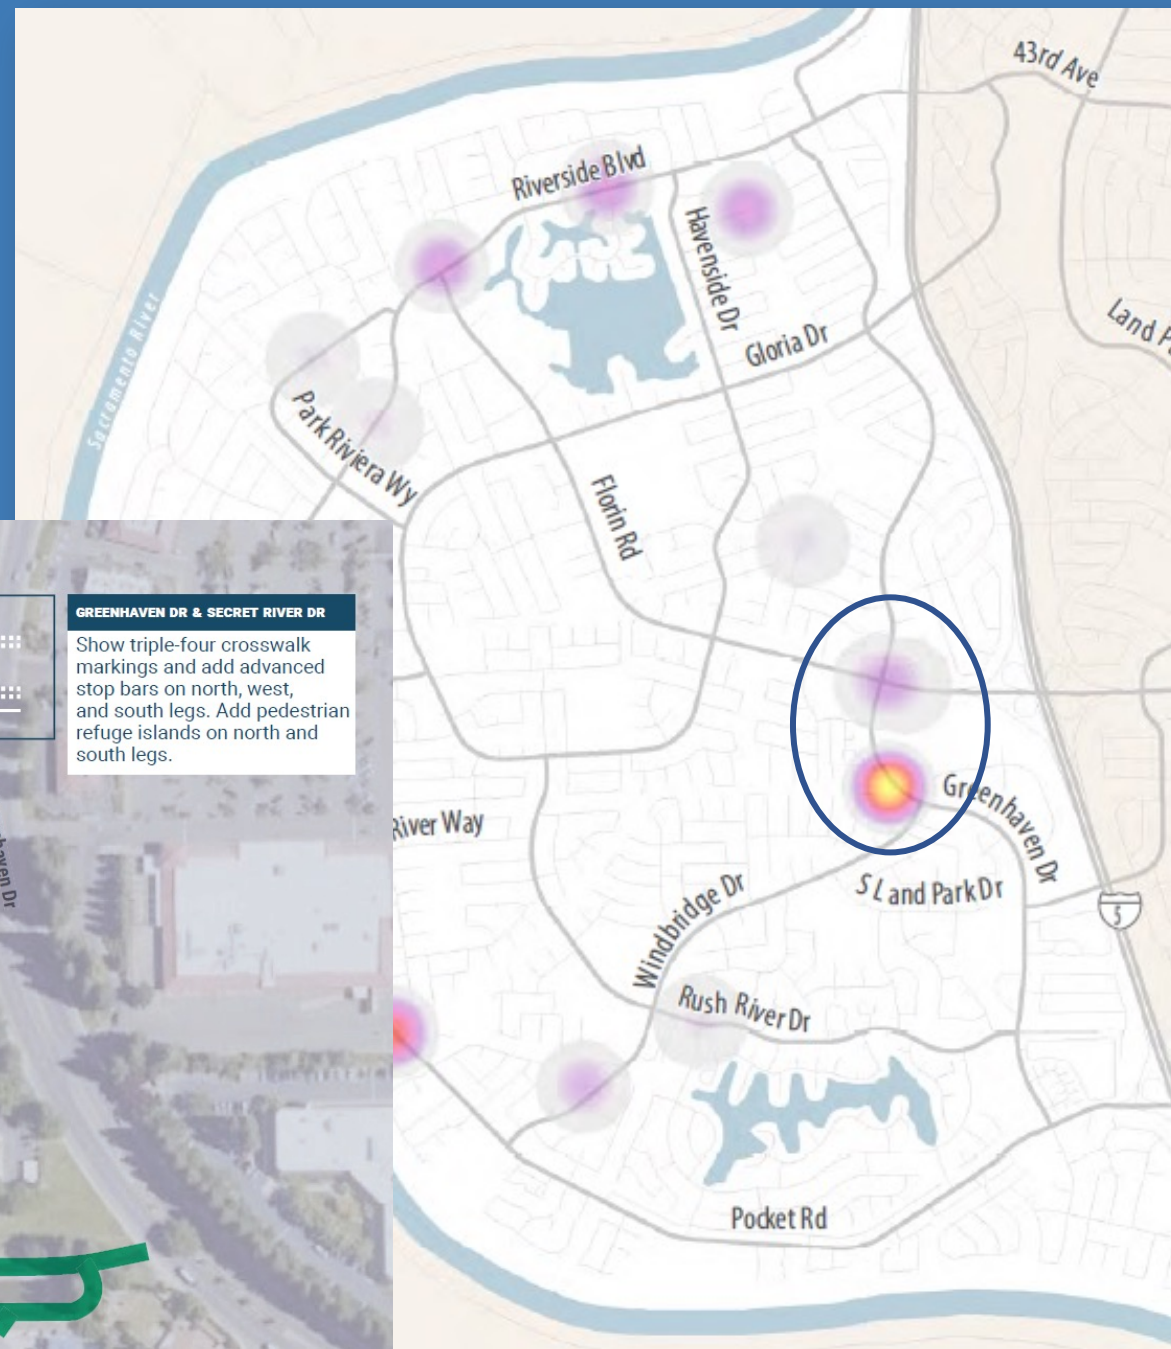 43rd Ave
Riverside Blvd
Havenside Dr
Sacramento River
Land
Gloria Dr
Park Riviera Wy
Florin Rd
GREENHAVEN DR & SECRET RIVER DR
Show triple-four crosswalk
markings and add advanced
stop bars on north, west,
and south legs. Add pedestrian
refuge islands on north and
south legs.
Greenhaven Dr
River Way
haven Dr
S Land Park Dr
Windbridge Dr
5
Rush River Dr
Pocket Rd